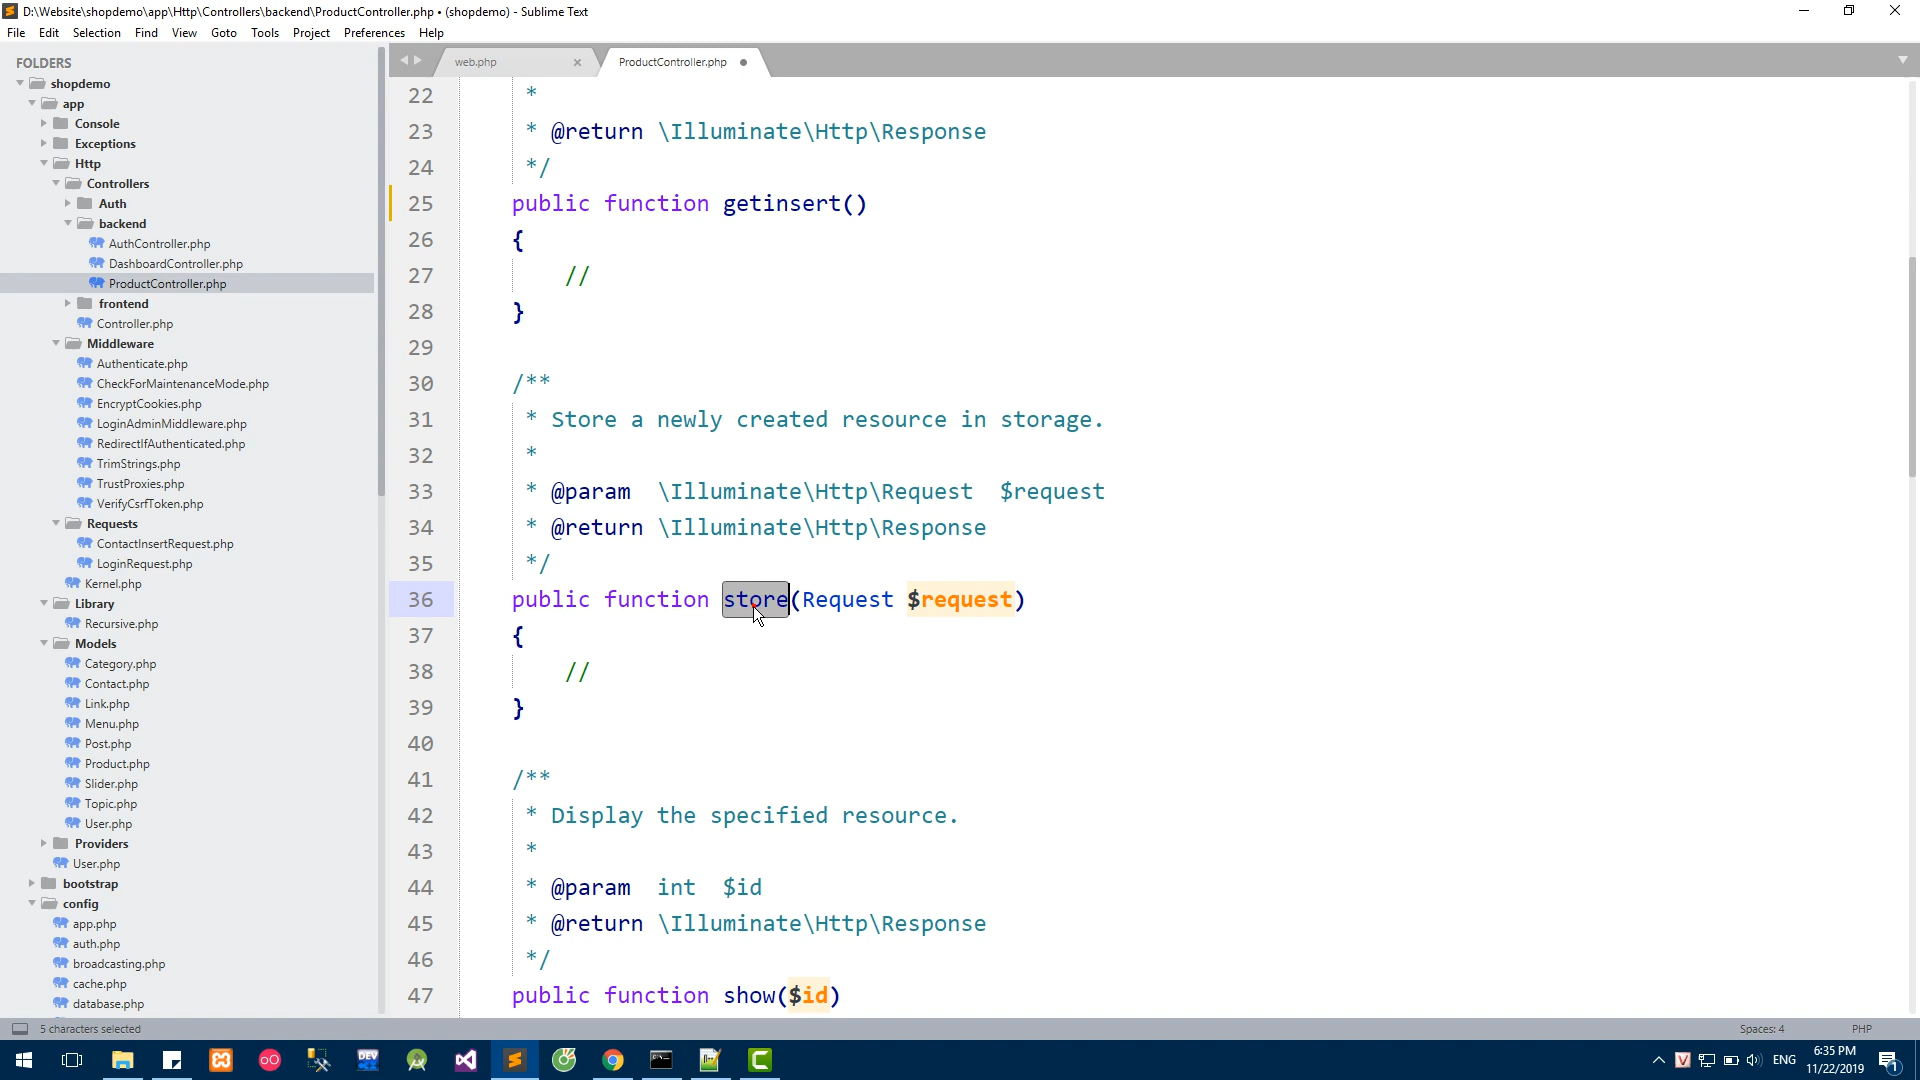 D:\Website\shopdemo\app\Http\Controllers\backend\ProductController.php • (shopdemo) - Sublime Text
File Edit Selection Find View Goto Tools Project Preferences Help
FOLDERS
shopdemo
app
Console
Exceptions
Http
Controllers
Auth
backend
AuthController.php
DashboardController.php
ProductController.php
frontend
Controller.php
Middleware
Authenticate.php
CheckForMaintenanceMode.php
EncryptCookies.php
LoginAdminMiddleware.php
RedirectIfAuthenticated.php
TrimStrings.php
TrustProxies.php
VerifyCsrfToken.php
Requests
ContactInsertRequest.php
LoginRequest.php
Kernel.php
Library
Recursive.php
Models
Category.php
Contact.php
Link.php
Menu.php
Post.php
Product.php
Slider.php
Topic.php
User.php
Providers
User.php
bootstrap
config
app.php
auth.php
broadcasting.php
cache.php
database.php
web.php ProductController.php
22 *
23 * @return \Illuminate\Http\Response
24 */
25 public function getinsert()
26 {
27 //
28 }
29
30 /**
31 * Store a newly created resource in storage.
32 *
33 * @param  \Illuminate\Http\Request  $request
34 * @return \Illuminate\Http\Response
35 */
36 public function store(Request $request)
37 {
38 //
39 }
40
41 /**
42 * Display the specified resource.
43 *
44 * @param  int  $id
45 * @return \Illuminate\Http\Response
46 */
47 public function show($id)
5 characters selected Spaces: 4 PHP
DEV
V ENG 6:35 PM
11/22/2019 1